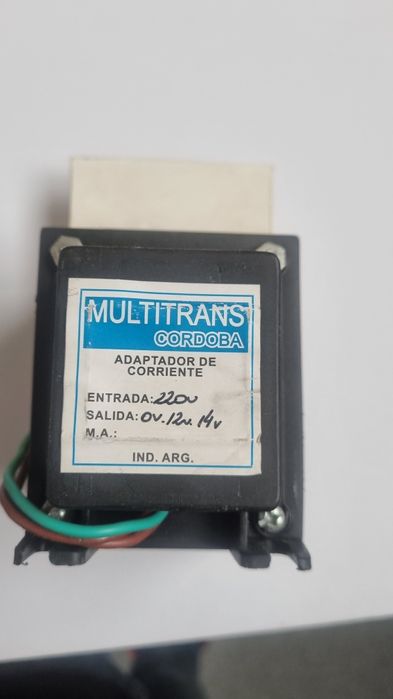 MULTITRANS
CORDOBA
ADAPTADOR DE
CORRIENTE
ENTRADA: 220v
SALIDA: 0v.12v.14v
M.A.:
IND. ARG.